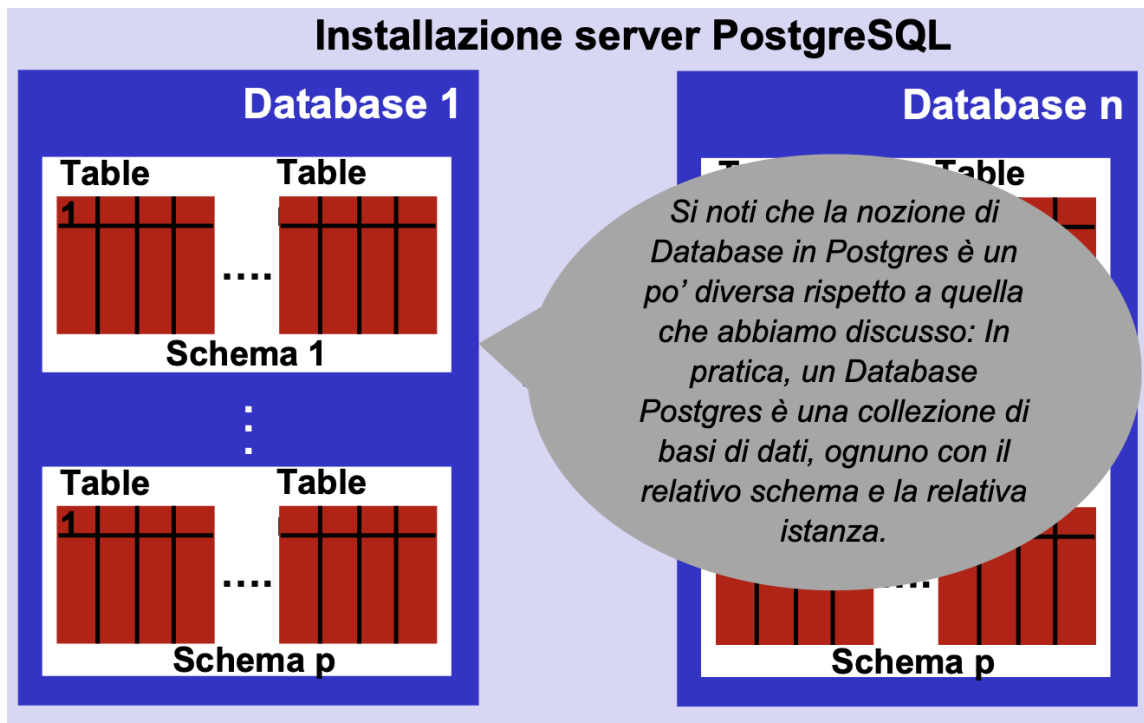 Installazione server PostgreSQL
Database 1
Table
Table
1
....
Schema 1
Table
Table
1
....
Schema p
Database n
Si noti che la nozione di
Database in Postgres è un
po’ diversa rispetto a quella
che abbiamo discusso: In
pratica, un Database
Postgres è una collezione di
basi di dati, ognuno con il
relativo schema e la relativa
istanza.
Schema p